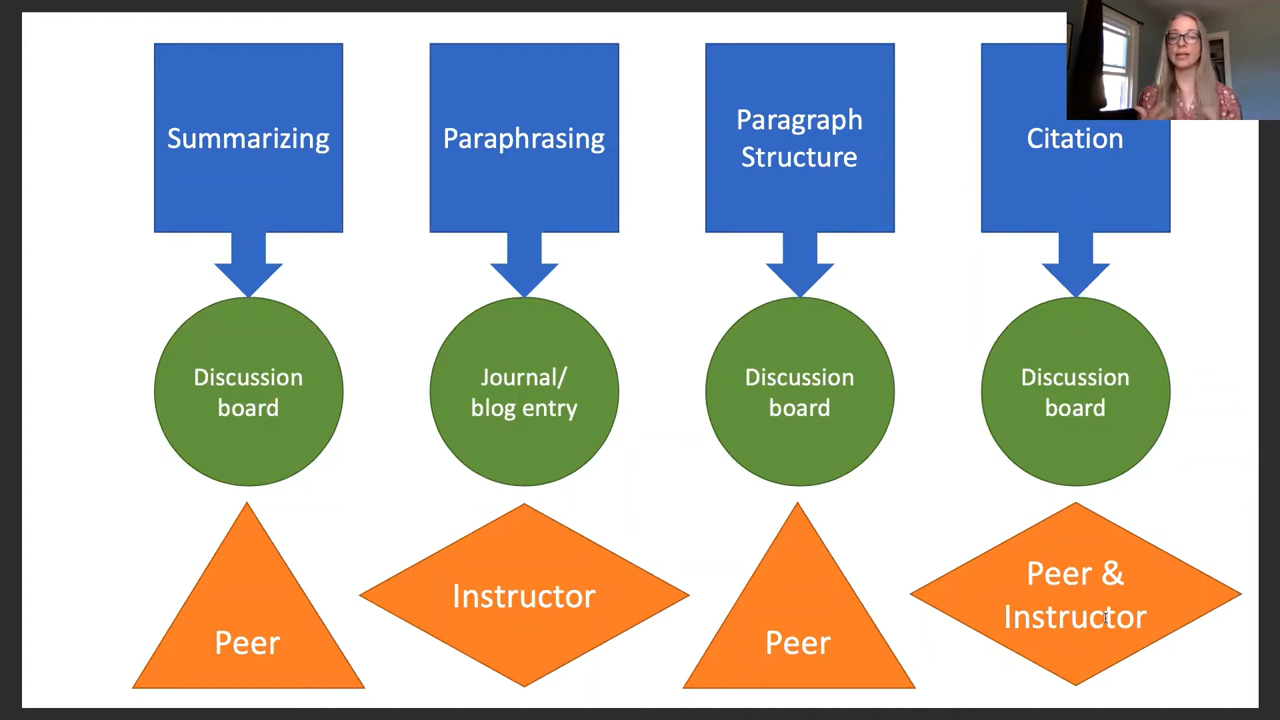 Summarizing
Paraphrasing
Paragraph
Structure
Citation
Discussion
board
Journal/
blog entry
Discussion
board
Discussion
board
Peer
Instructor
Peer
Peer &
Instructor